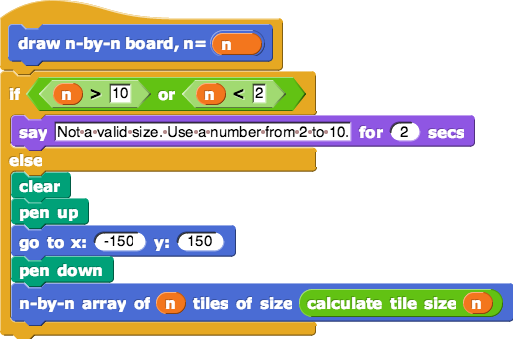 draw n-by-n board, n= n
if n > 10 or n < 2
say Not a valid size. Use a number from 2 to 10. for 2 secs
else
clear
pen up
go to x: -150 y: 150
pen down
n-by-n array of n tiles of size calculate tile size n